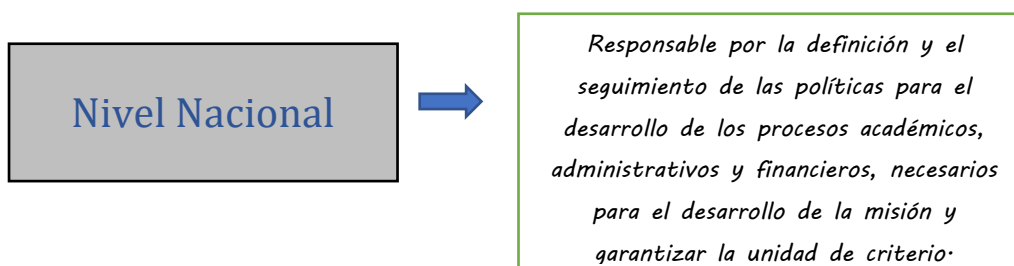 Nivel Nacional
Responsable por la definición y el
seguimiento de las políticas para el
desarrollo de los procesos académicos,
administrativos y financieros, necesarios
para el desarrollo de la misión y
garantizar la unidad de criterio.